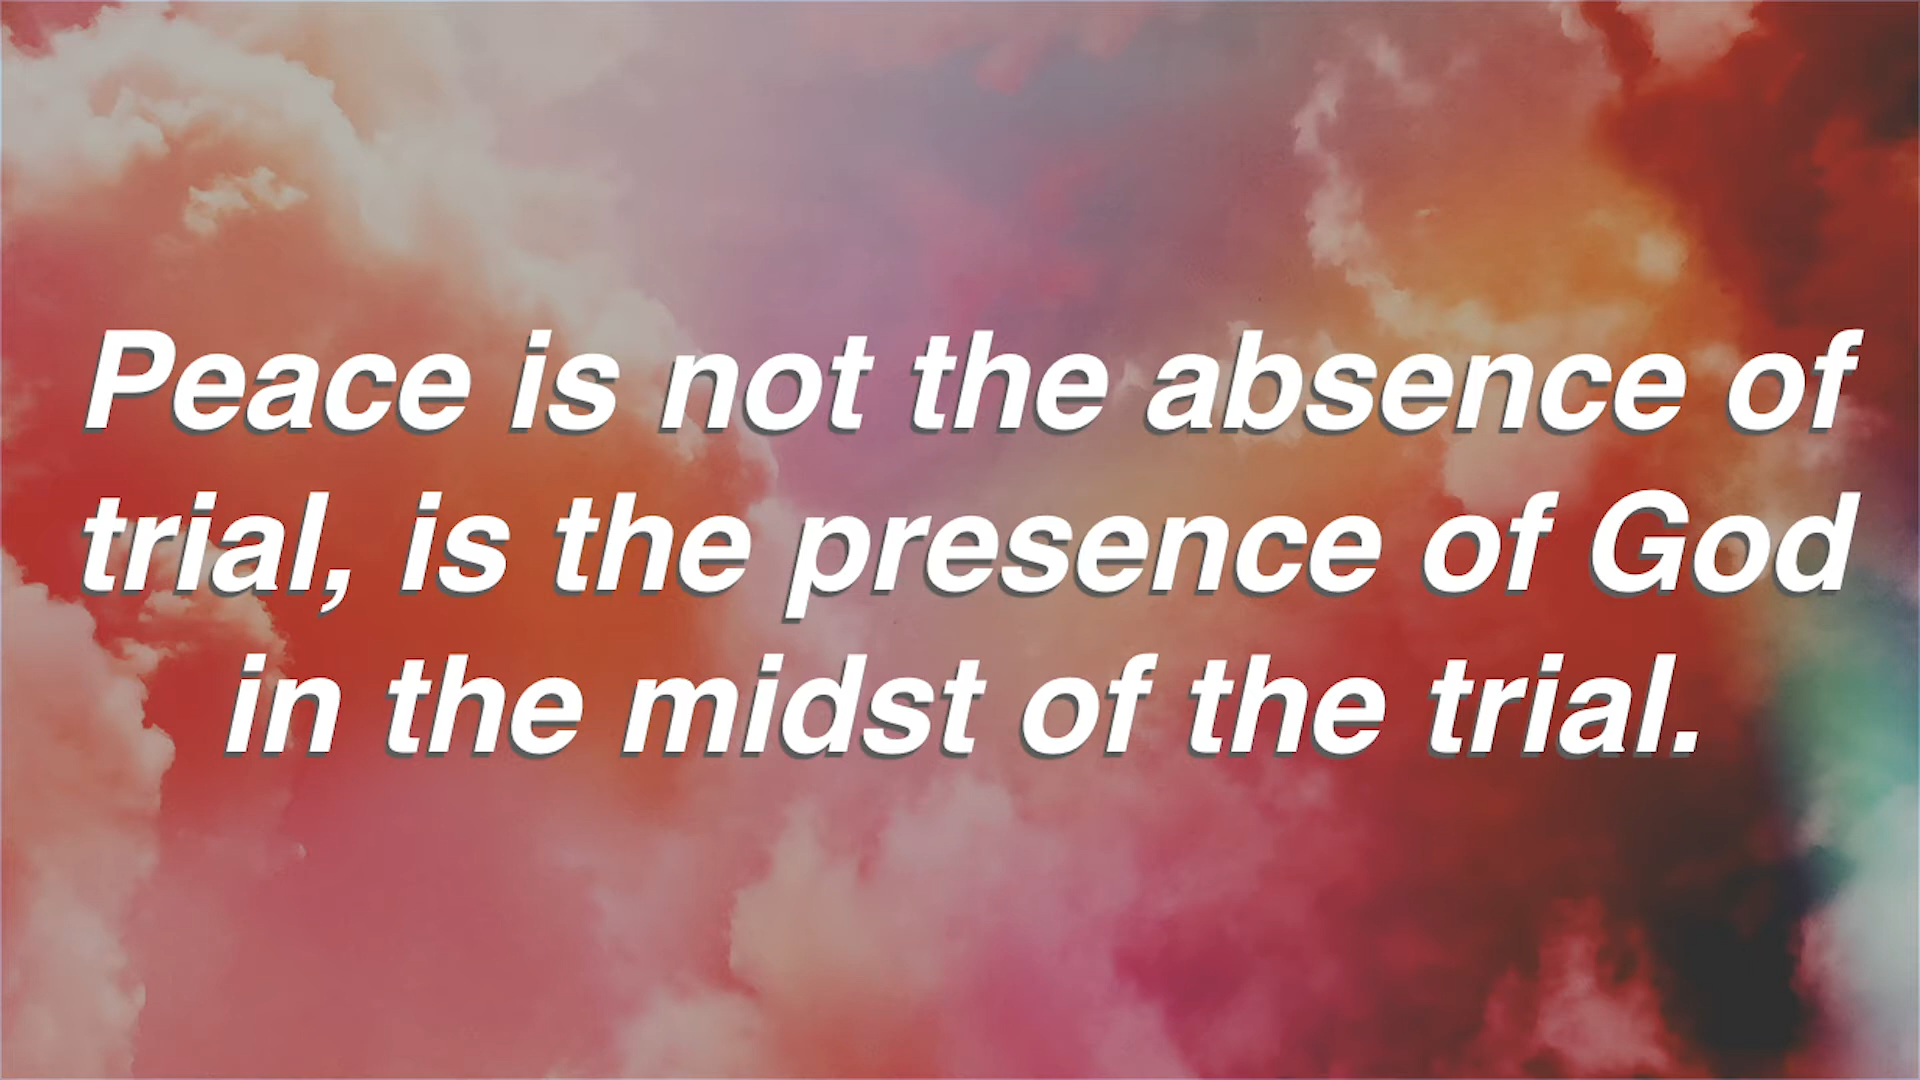 Peace is not the absence of
trial, is the presence of God
in the midst of the trial.